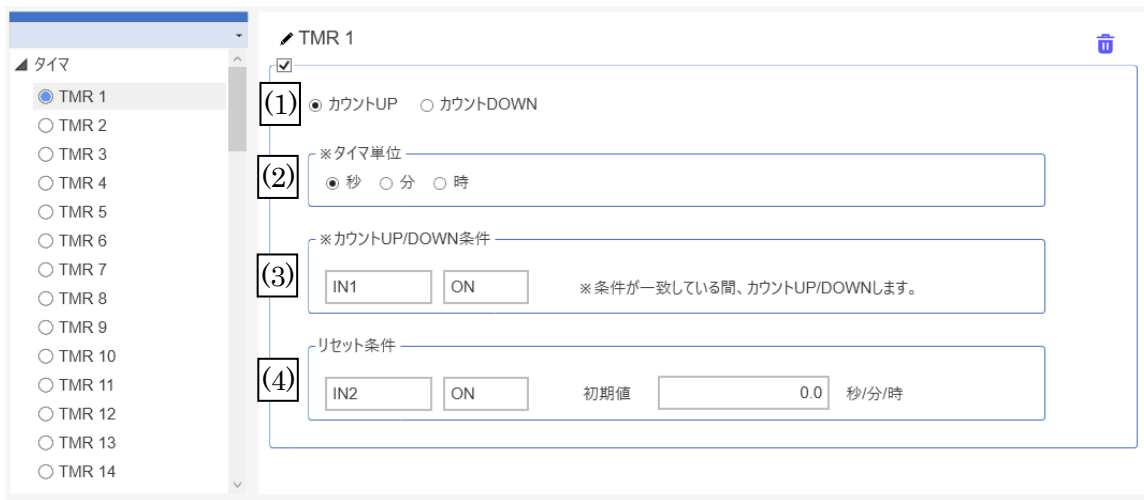 タイマ
TMR 1
TMR 2
TMR 3
TMR 4
TMR 5
TMR 6
TMR 7
TMR 8
TMR 9
TMR 10
TMR 11
TMR 12
TMR 13
TMR 14
TMR 1
(1) カウントUP カウントDOWN
※タイマ単位
(2) 秒 分 時
※カウントUP/DOWN条件
(3) IN1 ON ※条件が一致している間、カウントUP/DOWNします。
リセット条件
(4) IN2 ON 初期値 0.0 秒/分/時